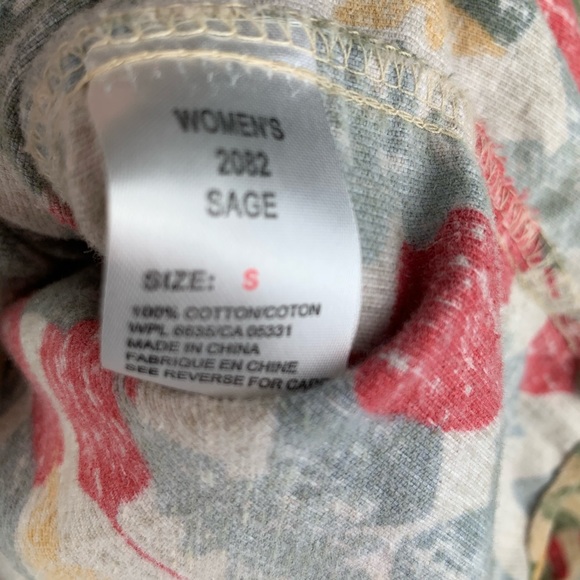 WOMEN'S
2082
SAGE
SIZE: S
100% COTTON/COTON
WPL 6635/CA 05331
MADE IN CHINA
FABRIQUE EN CHINE
SEE REVERSE FOR CARE